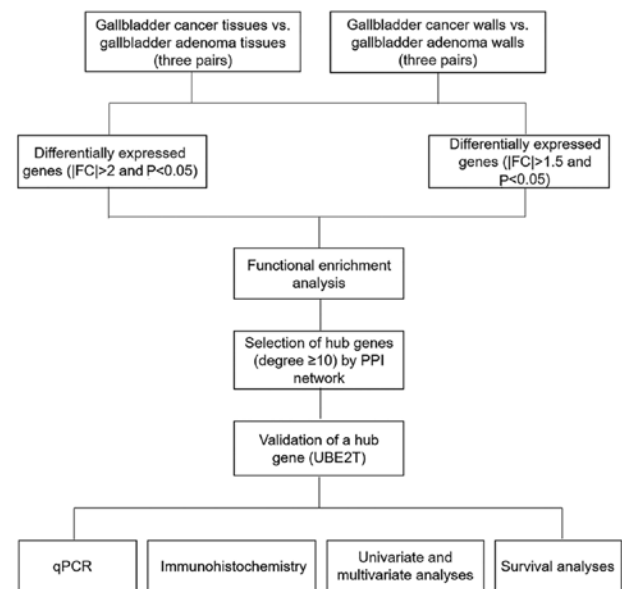 Gallbladder cancer tissues vs.
gallbladder adenoma tissues
(three pairs)
Gallbladder cancer walls vs.
gallbladder adenoma walls
(three pairs)
Differentially expressed
genes (|FC|>2 and P<0.05)
Differentially expressed
genes (|FC|>1.5 and
P<0.05)
Functional enrichment
analysis
Selection of hub genes
(degree ≥10) by PPI
network
Validation of a hub
gene (UBE2T)
qPCR
Immunohistochemistry
Univariate and
multivariate analyses
Survival analyses